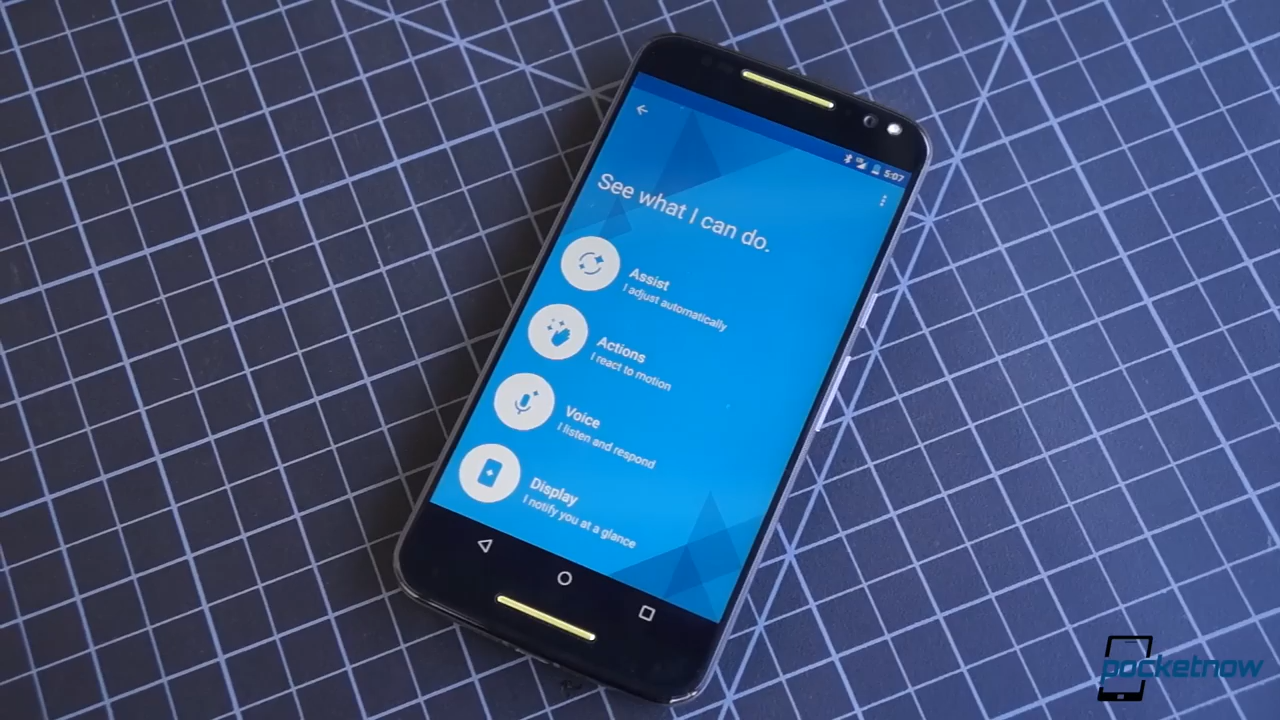 5:07
See what I can do.
Assist
I adjust automatically
Actions
I react to motion
Voice
I listen and respond
Display
I notify you at a glance
pocketnow